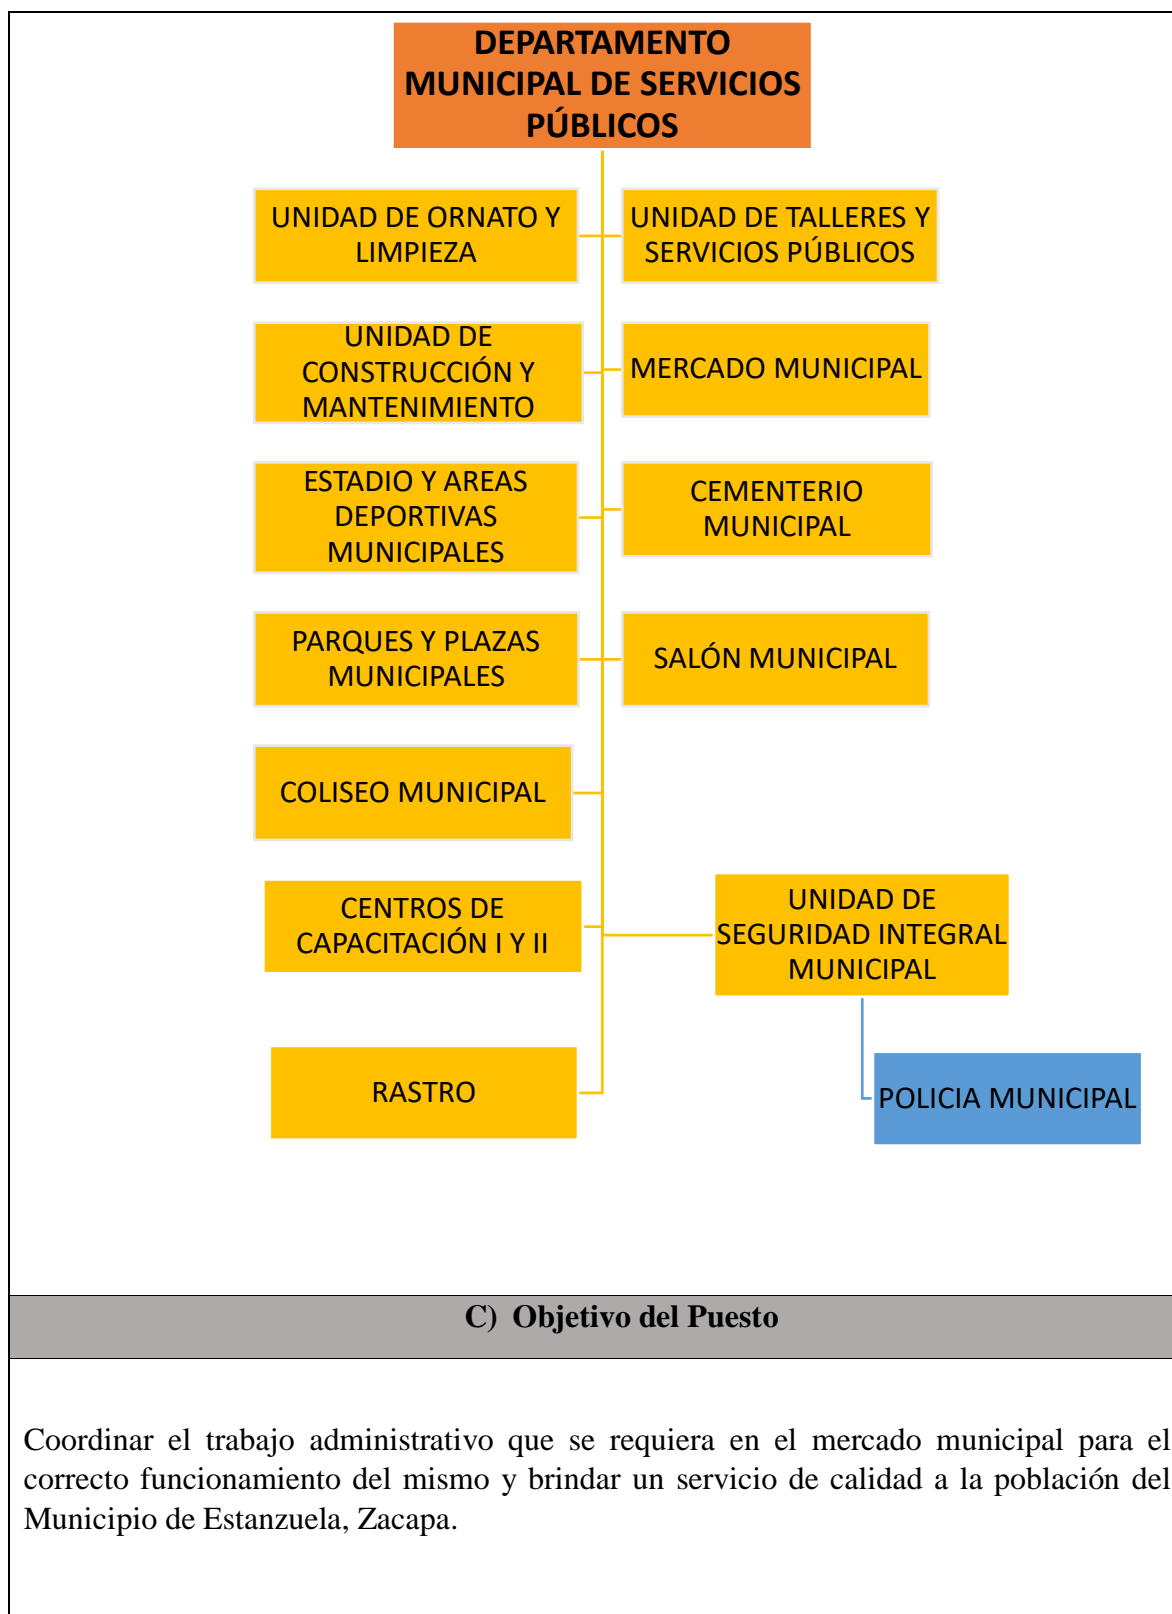 DEPARTAMENTO
MUNICIPAL DE SERVICIOS
PÚBLICOS
UNIDAD DE ORNATO Y
LIMPIEZA
UNIDAD DE TALLERES Y
SERVICIOS PÚBLICOS
UNIDAD DE
CONSTRUCCIÓN Y
MANTENIMIENTO
MERCADO MUNICIPAL
ESTADIO Y AREAS
DEPORTIVAS
MUNICIPALES
CEMENTERIO
MUNICIPAL
PARQUES Y PLAZAS
MUNICIPALES
SALÓN MUNICIPAL
COLISEO MUNICIPAL
CENTROS DE
CAPACITACIÓN I Y II
UNIDAD DE
SEGURIDAD INTEGRAL
MUNICIPAL
RASTRO
POLICIA MUNICIPAL
C) Objetivo del Puesto
Coordinar el trabajo administrativo que se requiera en el mercado municipal para el
correcto funcionamiento del mismo y brindar un servicio de calidad a la población del
Municipio de Estanzuela, Zacapa.